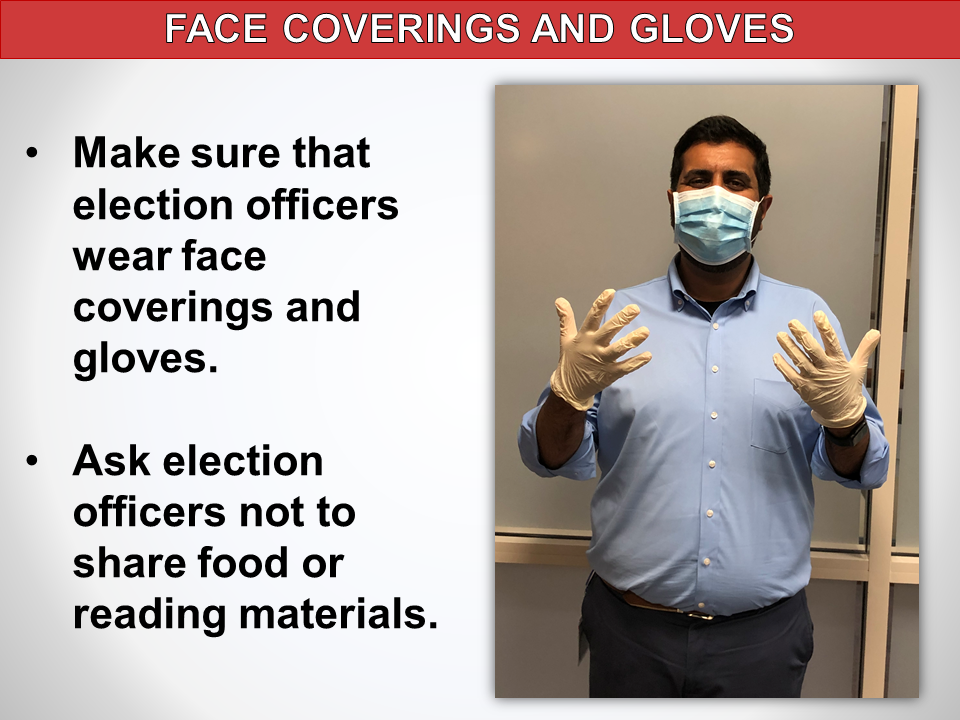 FACE COVERINGS AND GLOVES
• Make sure that
election officers
wear face
coverings and
gloves.
• Ask election
officers not to
share food or
reading materials.